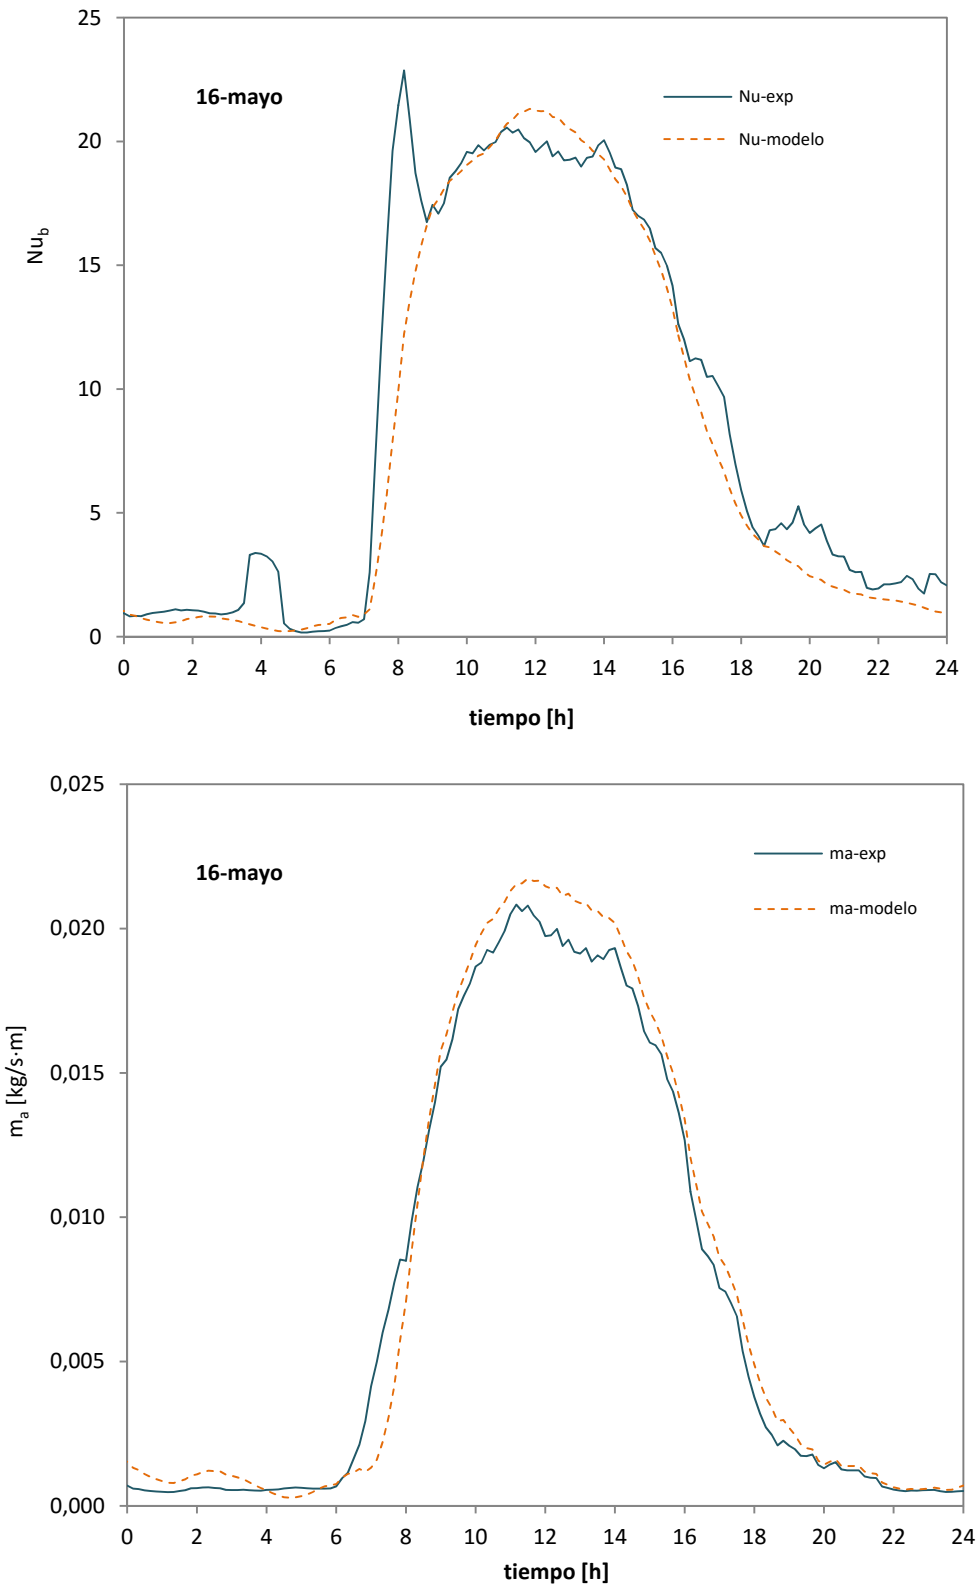 25
20
15
10
5
0
Nu_b
16-mayo
Nu-exp
Nu-modelo
0 2 4 6 8 10 12 14 16 18 20 22 24
tiempo [h]
0,025
0,020
0,015
0,010
0,005
0,000
m_a [kg/s·m]
16-mayo
ma-exp
ma-modelo
0 2 4 6 8 10 12 14 16 18 20 22 24
tiempo [h]